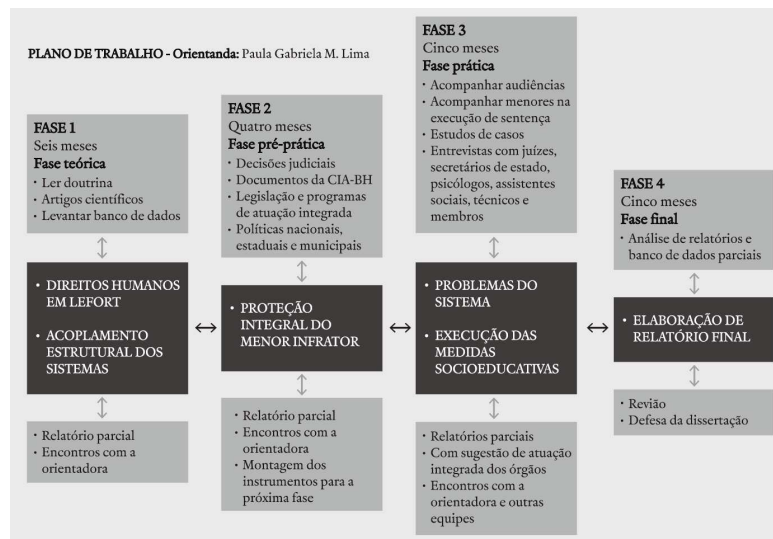 PLANO DE TRABALHO - Orientanda: Paula Gabriela M. Lima
FASE 1
Seis meses
Fase teórica
· Ler doutrina
· Artigos científicos
· Levantar banco de dados
• DIREITOS HUMANOS
EM LEFORT
• ACOPLAMENTO
ESTRUTURAL DOS
SISTEMAS
· Relatório parcial
· Encontros com a
orientadora
FASE 2
Quatro meses
Fase pré-prática
· Decisões judiciais
· Documentos da CIA-BH
· Legislação e programas
de atuação integrada
· Políticas nacionais,
estaduais e municipais
• PROTEÇÃO
INTEGRAL DO
MENOR INFRATOR
· Relatório parcial
· Encontros com a
orientadora
· Montagem dos
instrumentos para a
próxima fase
FASE 3
Cinco meses
Fase prática
· Acompanhar audiências
· Acompanhar menores na
execução de sentença
· Estudos de casos
· Entrevistas com juízes,
secretários de estado,
psicólogos, assistentes
sociais, técnicos e
membros
• PROBLEMAS DO
SISTEMA
• EXECUÇÃO DAS
MEDIDAS
SOCIOEDUCATIVAS
· Relatórios parciais
· Com sugestão de atuação
integrada dos órgãos
· Encontros com a
orientadora e outras
equipes
FASE 4
Cinco meses
Fase final
· Análise de relatórios e
banco de dados parciais
• ELABORAÇÃO DE
RELATÓRIO FINAL
· Revião
· Defesa da dissertação